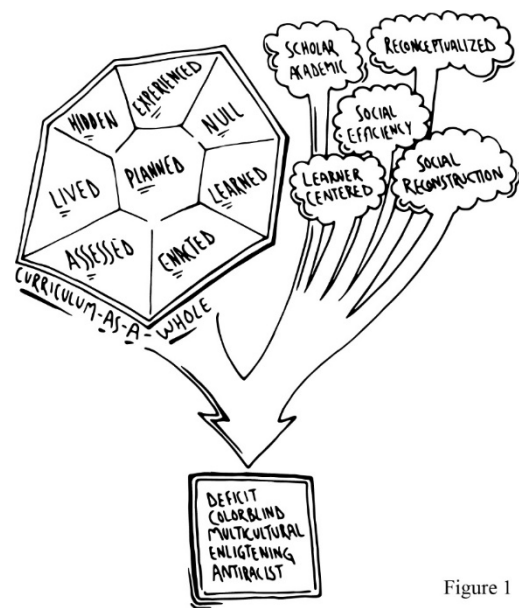 EXPERIENCED
HIDDEN
NULL
LIVED
PLANNED
LEARNED
ASSESSED
ENACTED
CURRICULUM-AS-A-WHOLE
SCHOLAR
ACADEMIC
RECONCEPTUALIZED
SOCIAL
EFFICIENCY
LEARNER
CENTERED
SOCIAL
RECONSTRUCTION
DEFICIT
COLORBLIND
MULTICULTURAL
ENLIGTENING
ANTIRACIST
Figure 1